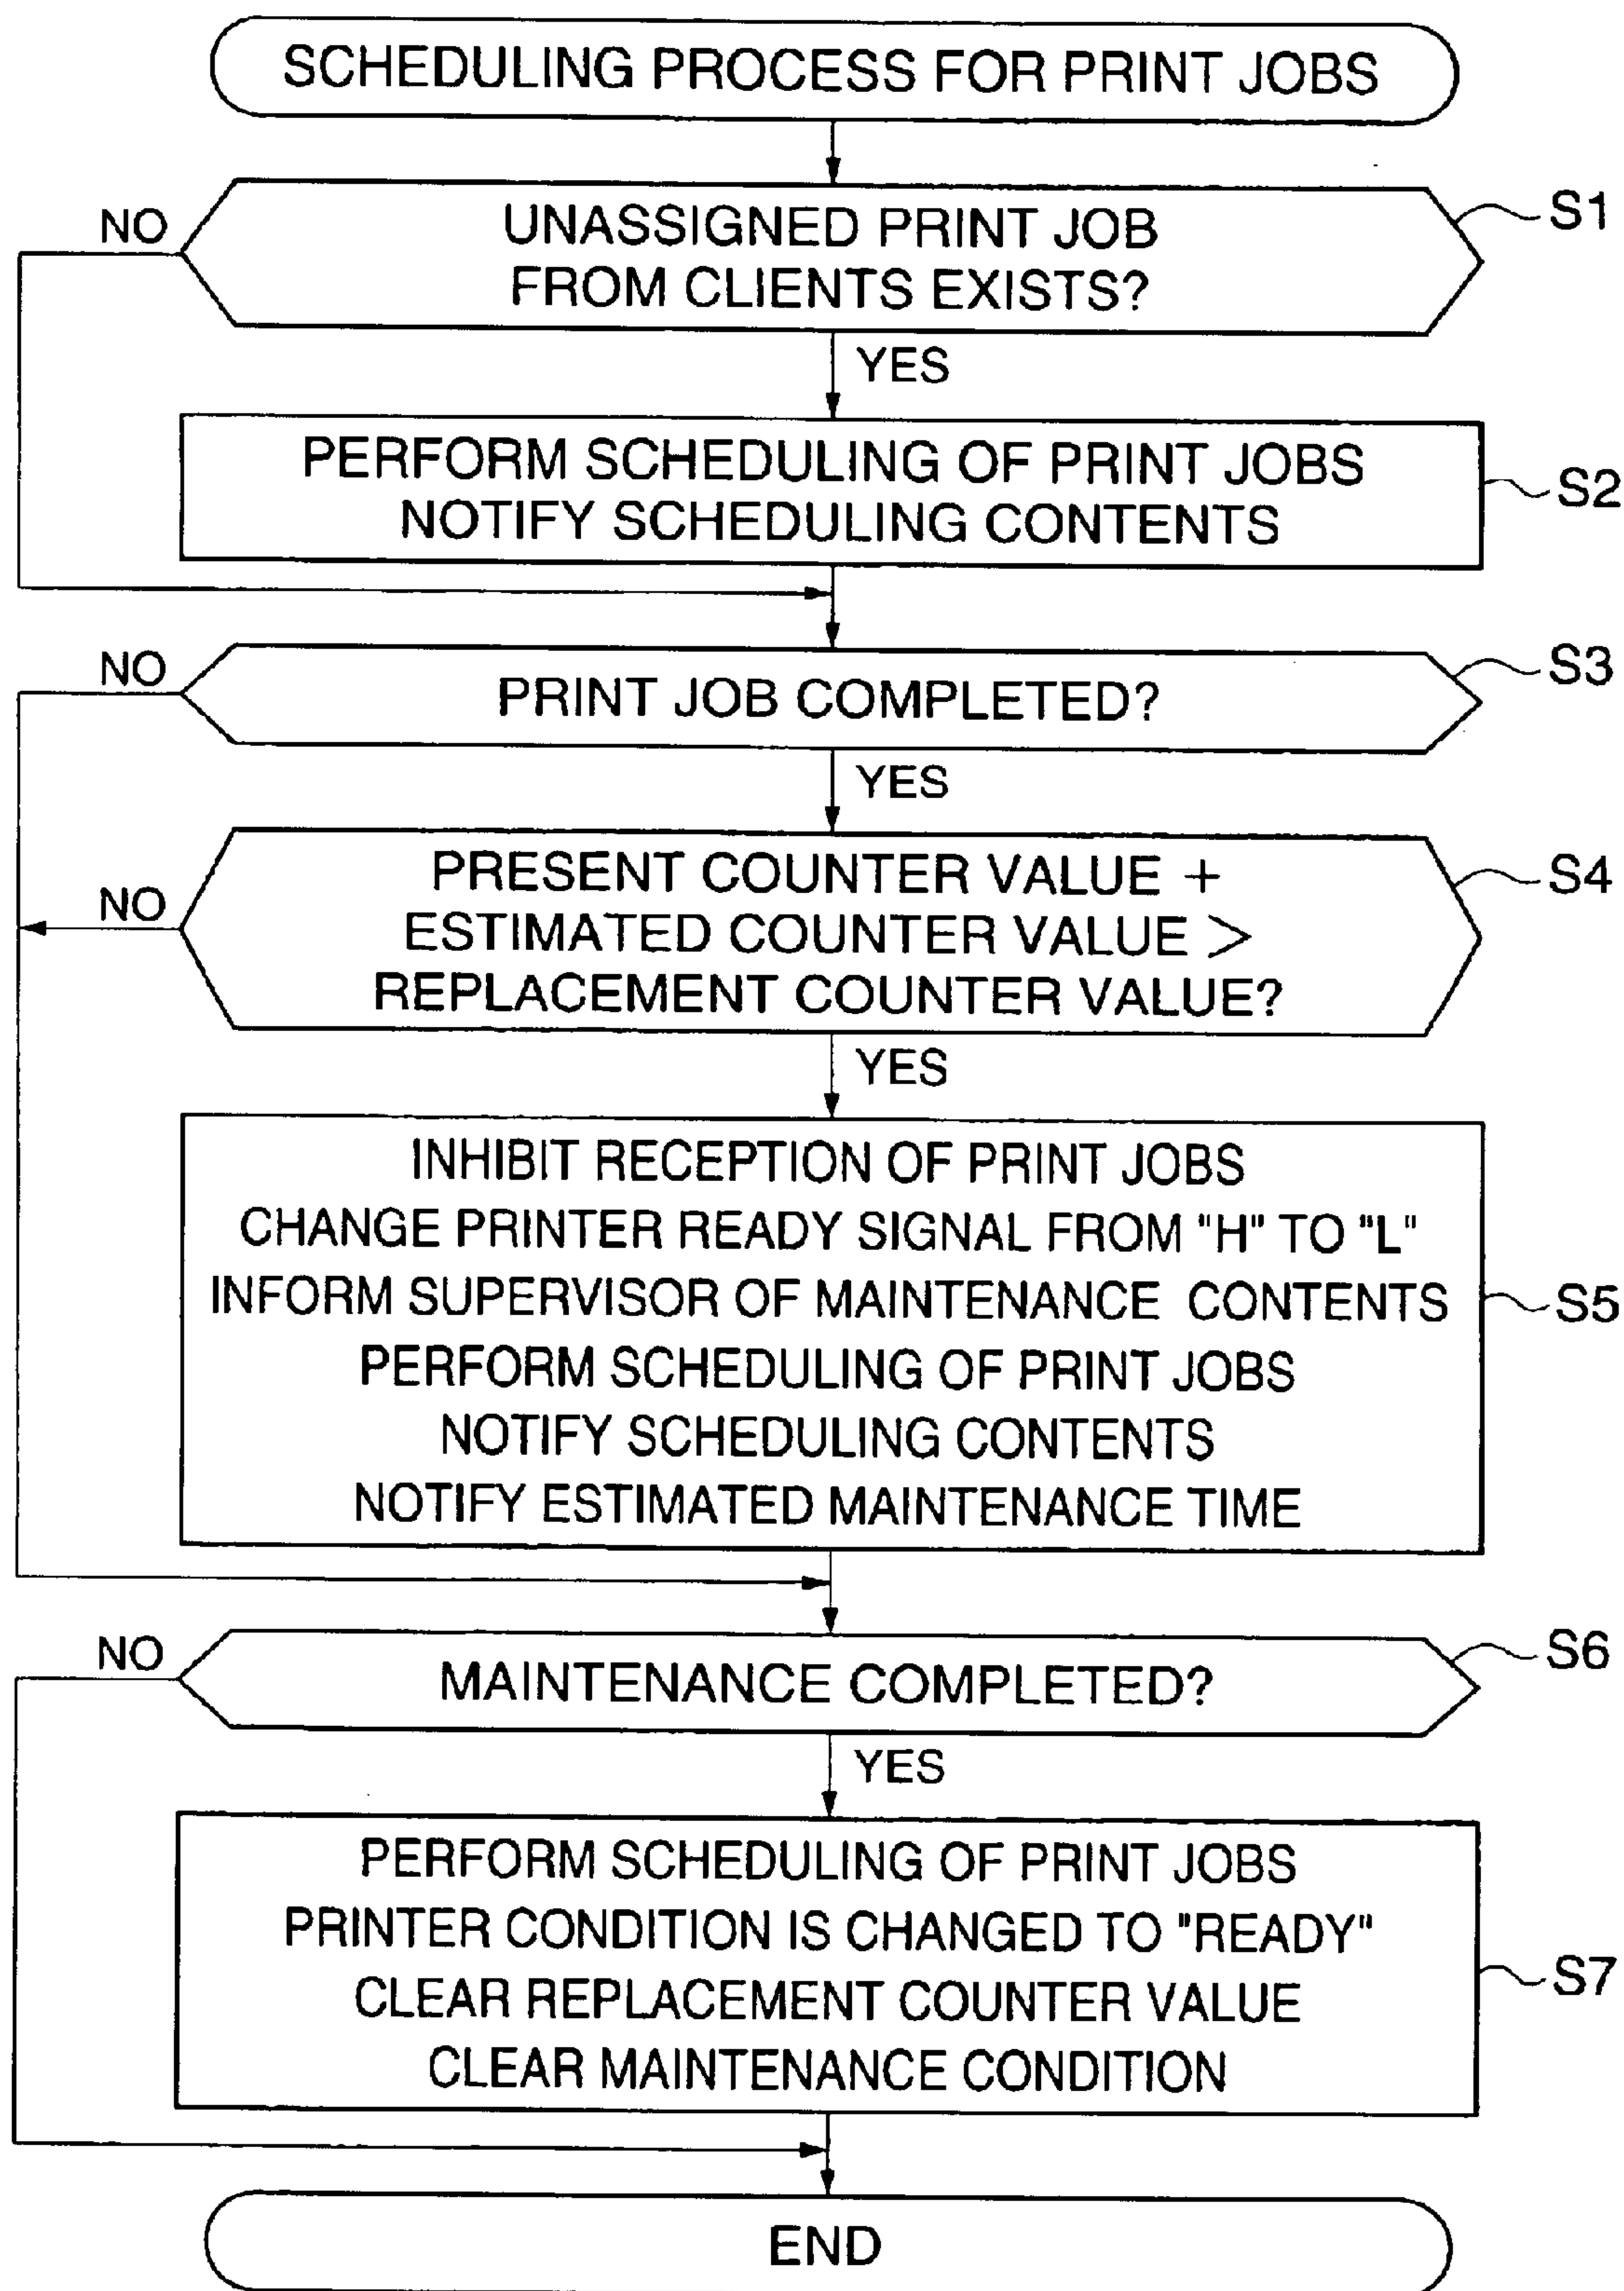 SCHEDULING PROCESS FOR PRINT JOBS
NO
UNASSIGNED PRINT JOB
FROM CLIENTS EXISTS?
S1
YES
PERFORM SCHEDULING OF PRINT JOBS
NOTIFY SCHEDULING CONTENTS
S2
NO
PRINT JOB COMPLETED?
S3
YES
NO
PRESENT COUNTER VALUE +
ESTIMATED COUNTER VALUE >
REPLACEMENT COUNTER VALUE?
S4
YES
INHIBIT RECEPTION OF PRINT JOBS
CHANGE PRINTER READY SIGNAL FROM "H" TO "L"
INFORM SUPERVISOR OF MAINTENANCE CONTENTS
PERFORM SCHEDULING OF PRINT JOBS
NOTIFY SCHEDULING CONTENTS
NOTIFY ESTIMATED MAINTENANCE TIME
S5
NO
MAINTENANCE COMPLETED?
S6
YES
PERFORM SCHEDULING OF PRINT JOBS
PRINTER CONDITION IS CHANGED TO "READY"
CLEAR REPLACEMENT COUNTER VALUE
CLEAR MAINTENANCE CONDITION
S7
END